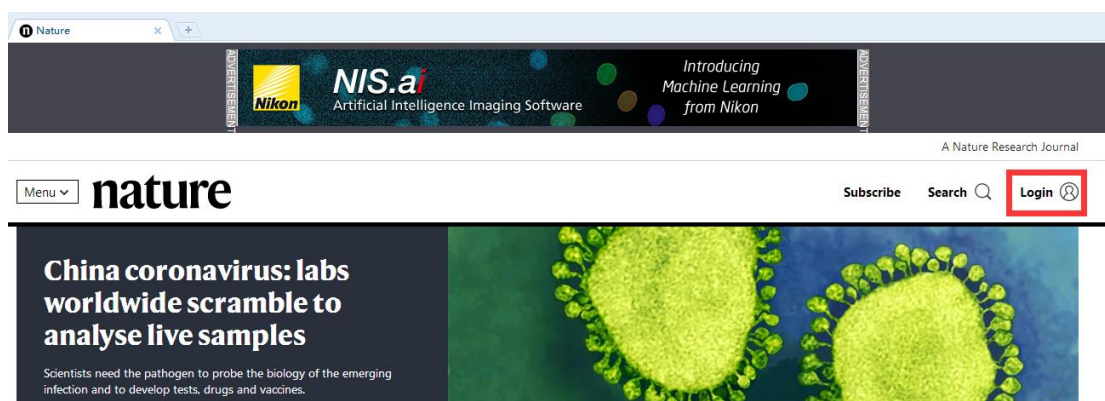 Nature
ADVERTISEMENT
Nikon
NIS.ai
Artificial Intelligence Imaging Software
Introducing
Machine Learning
from Nikon
ADVERTISEMENT
A Nature Research Journal
Menu
nature
Subscribe
Search
Login
China coronavirus: labs
worldwide scramble to
analyse live samples
Scientists need the pathogen to probe the biology of the emerging
infection and to develop tests, drugs and vaccines.